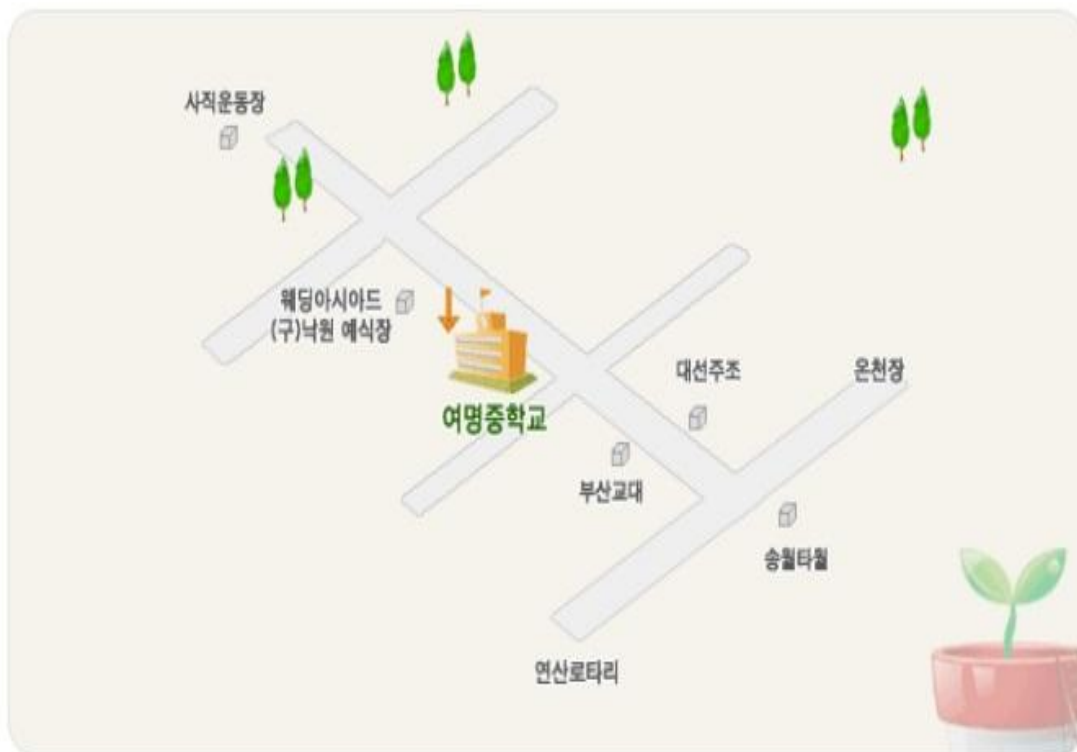 사직운동장
웨딩아시아드
(구)낙원 예식장
여명중학교
대선주조
온천장
부산교대
송월타월
연산로타리